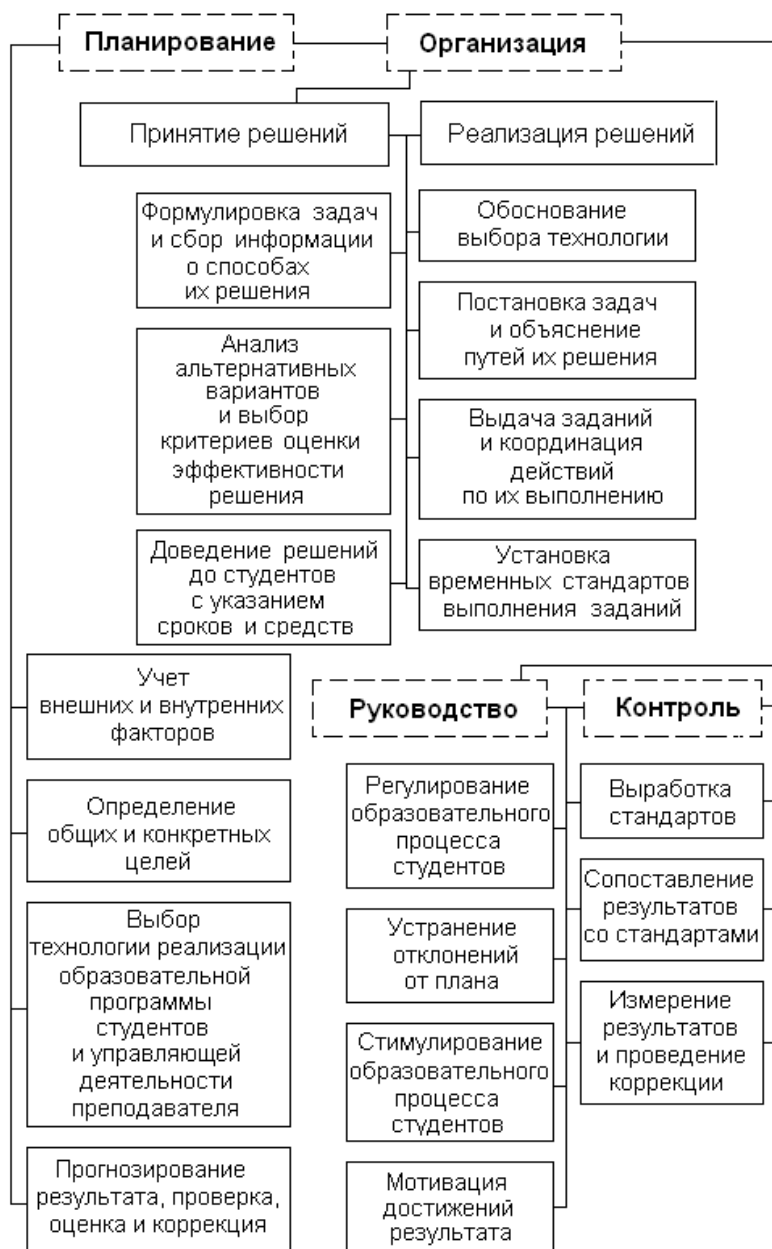 Планирование
Организация
Принятие решений
Реализация решений
Формулировка задач
и сбор информации
о способах
их решения
Обоснование
выбора технологии
Анализ
альтернативных
вариантов
и выбор
критериев оценки
эффективности
решения
Постановка задач
и объяснение
путей их решения
Выдача заданий
и координация
действий
по их выполнению
Доведение решений
до студентов
с указанием
сроков и средств
Установка
временных стандартов
выполнения заданий
Учет
внешних и внутренних
факторов
Определение
общих и конкретных
целей
Выбор
технологии реализации
образовательной
программы
студентов
и управляющей
деятельности
преподавателя
Прогнозирование
результата, проверка,
оценка и коррекция
Руководство
Контроль
Регулирование
образовательного
процесса
студентов
Устранение
отклонений
от плана
Стимулирование
образовательного
процесса
студентов
Мотивация
достижений
результата
Выработка
стандартов
Сопоставление
результатов
со стандартами
Измерение
результатов
и проведение
коррекции